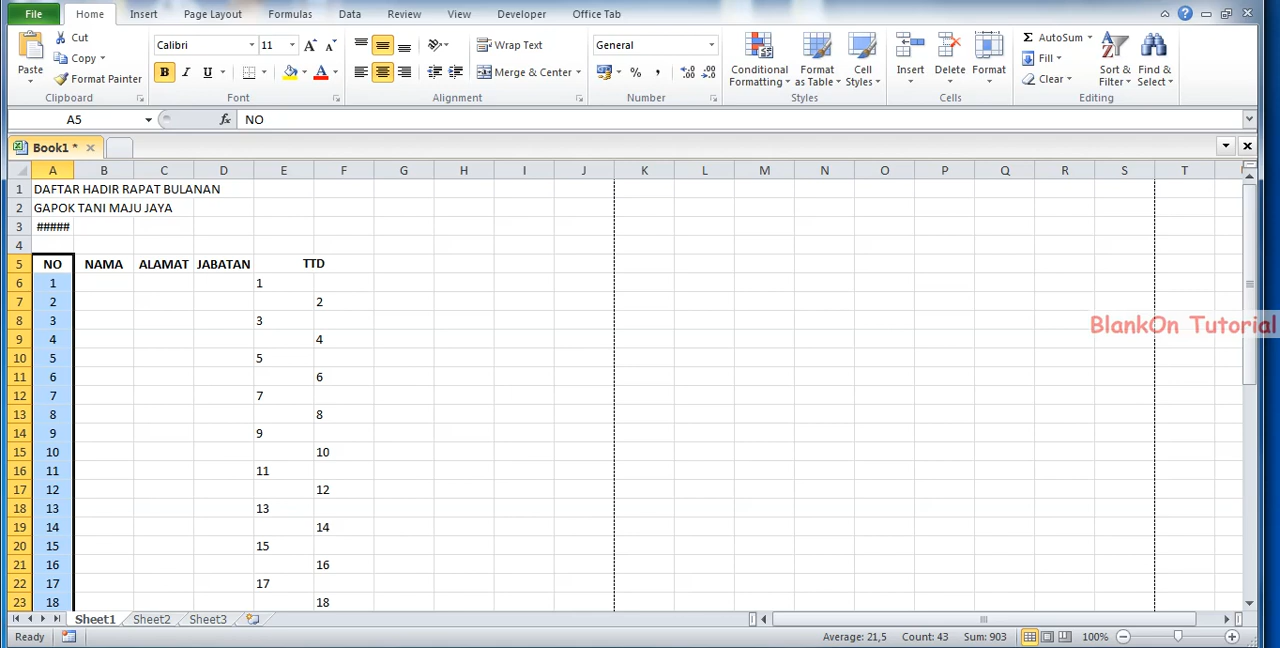 File Home Insert Page Layout Formulas Data Review View Developer Office Tab
Paste
Cut
Copy
Format Painter
Clipboard
Calibri 11
B I U
Font
Wrap Text
Merge & Center
Alignment
General
%
Number
Conditional Formatting
Format as Table
Cell Styles
Styles
Insert Delete Format
Cells
Σ AutoSum
Fill
Clear
Sort & Filter
Find & Select
Editing
A5 fx NO
Book1 *
A B C D E F G H I J K L M N O P Q R S T
1 DAFTAR HADIR RAPAT BULANAN
2 GAPOK TANI MAJU JAYA
3 #####
4
5 NO NAMA ALAMAT JABATAN TTD
6 1 1
7 2 2
8 3 3
9 4 4
10 5 5
11 6 6
12 7 7
13 8 8
14 9 9
15 10 10
16 11 11
17 12 12
18 13 13
19 14 14
20 15 15
21 16 16
22 17 17
23 18 18
BlankOn Tutorial
Sheet1 Sheet2 Sheet3
Ready Average: 21,5 Count: 43 Sum: 903 100%